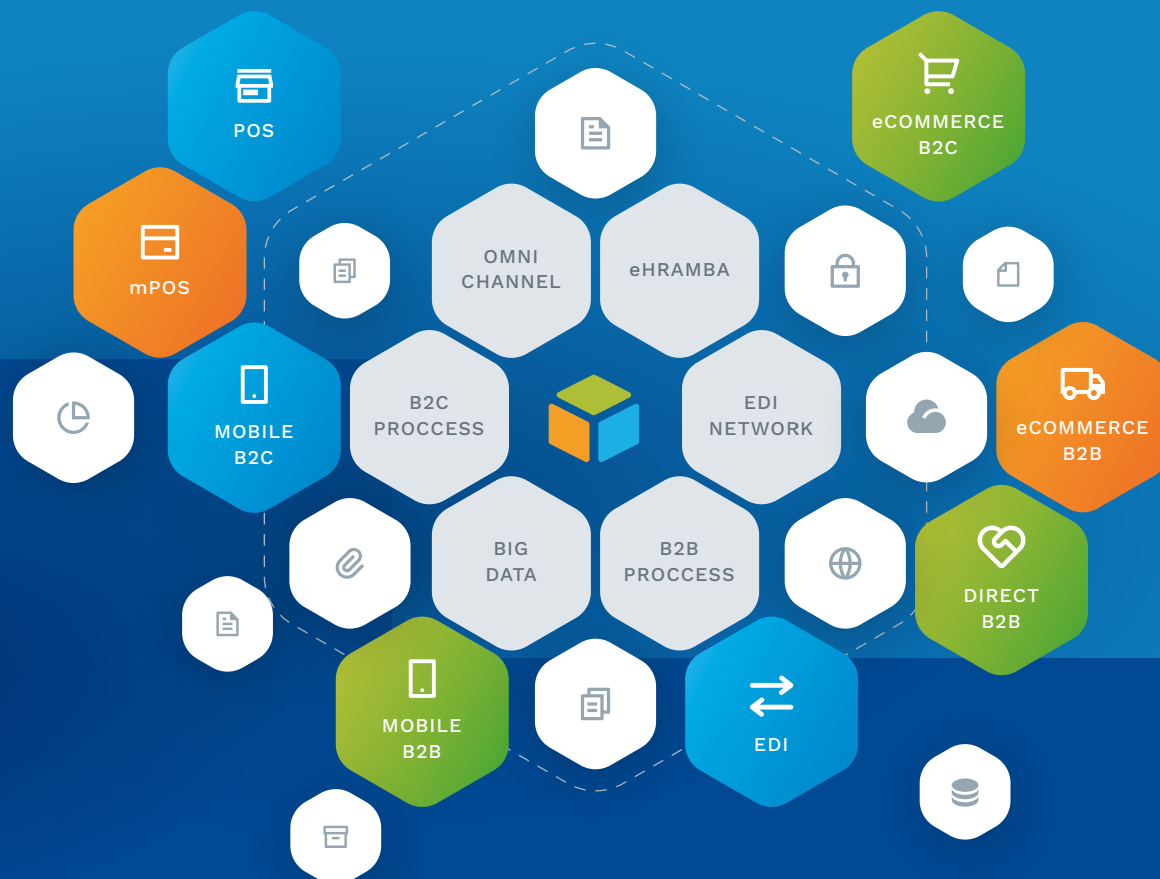 POS
eCOMMERCE
B2C
mPOS
OMNI
CHANNEL
eHRAMBA
MOBILE
B2C
B2C
PROCCESS
EDI
NETWORK
eCOMMERCE
B2B
BIG
DATA
B2B
PROCCESS
DIRECT
B2B
MOBILE
B2B
EDI